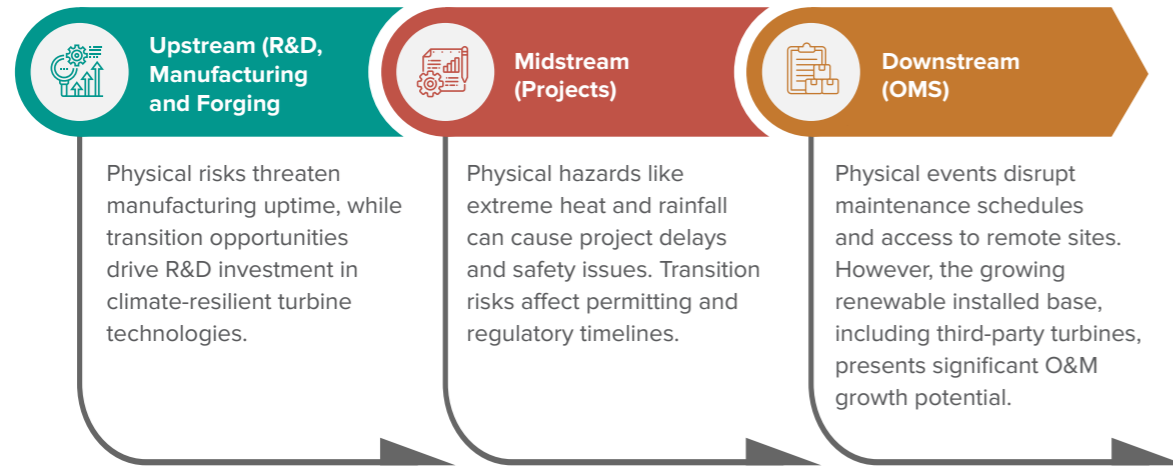 Upstream (R&D,
Manufacturing
and Forging
Physical risks threaten
manufacturing uptime, while
transition opportunities
drive R&D investment in
climate-resilient turbine
technologies.
Midstream
(Projects)
Physical hazards like
extreme heat and rainfall
can cause project delays
and safety issues. Transition
risks affect permitting and
regulatory timelines.
Downstream
(OMS)
Physical events disrupt
maintenance schedules
and access to remote sites.
However, the growing
renewable installed base,
including third-party turbines,
presents significant O&M
growth potential.